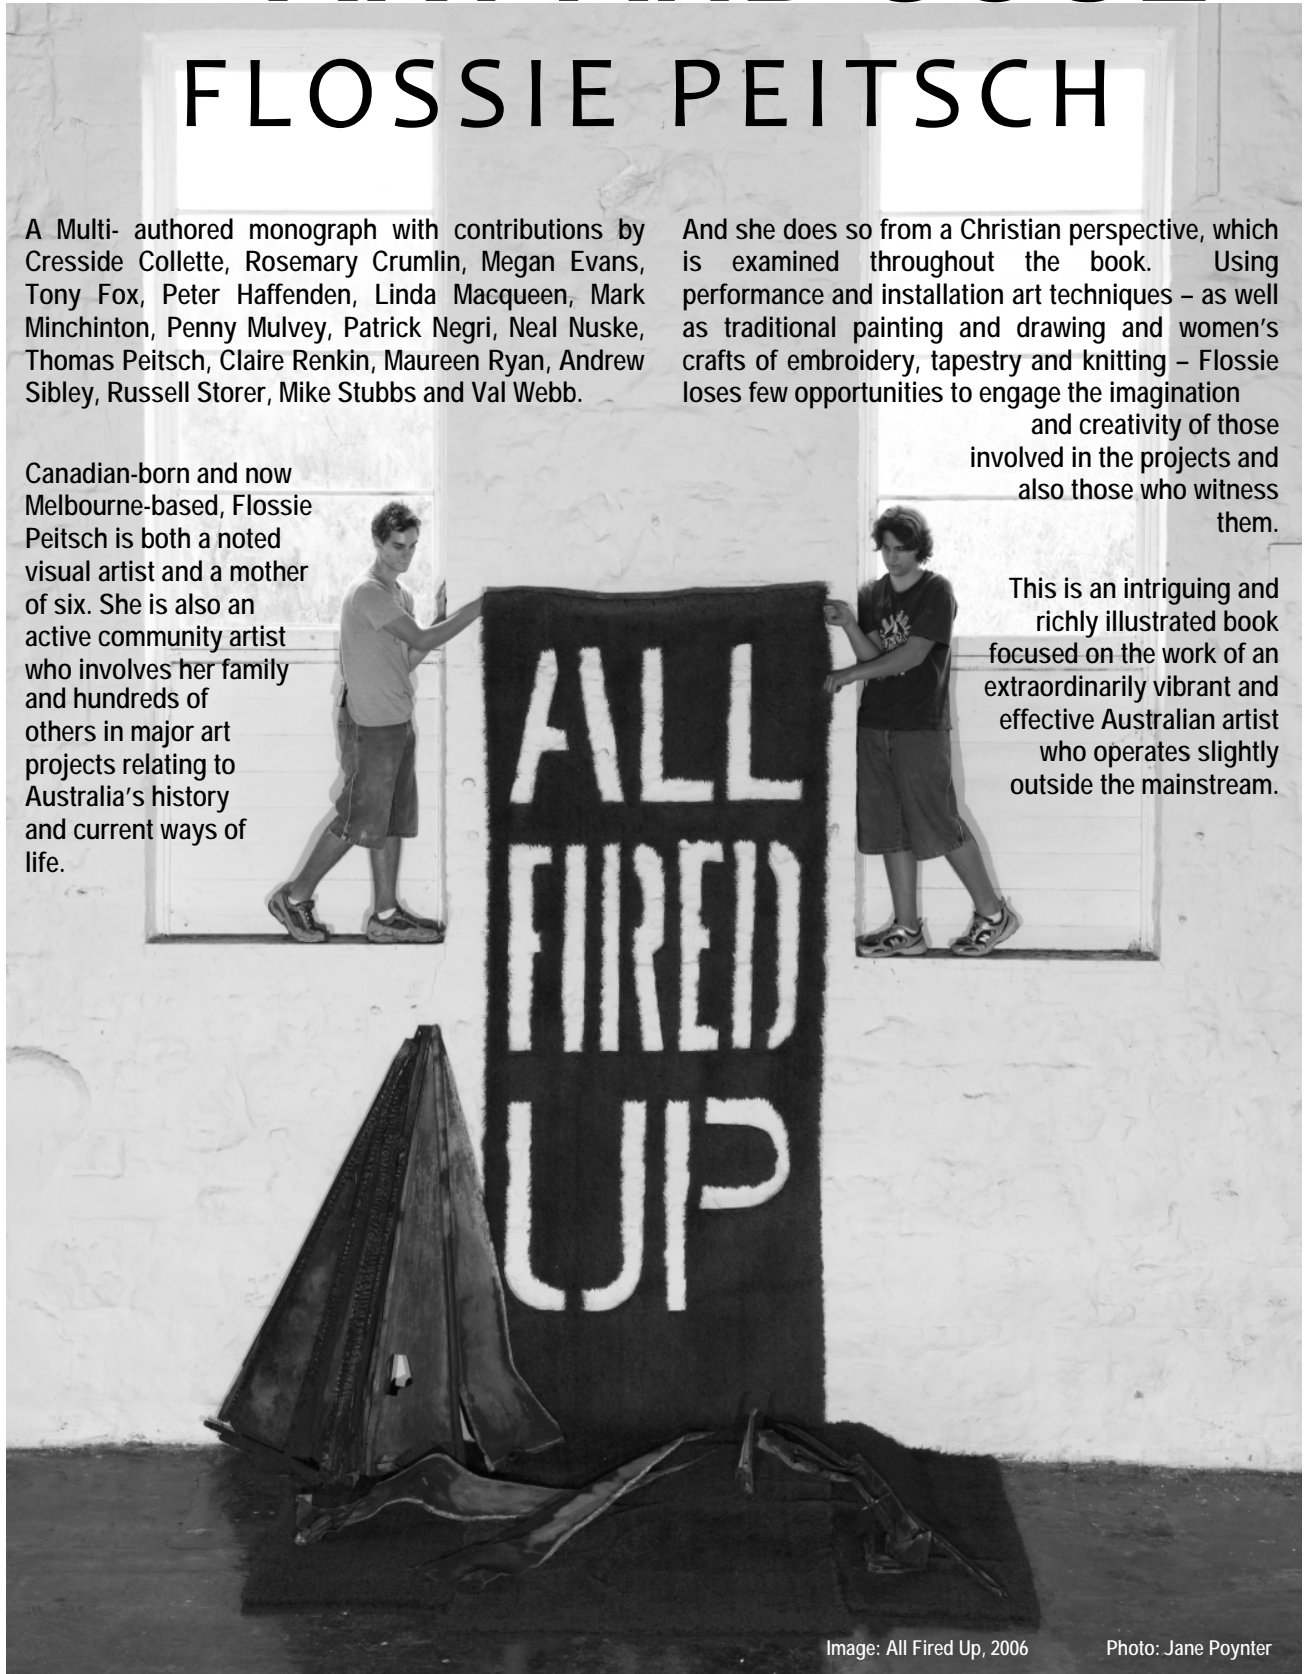 FLOSSIE PEITSCH
A Multi- authored monograph with contributions by
Cresside Collette, Rosemary Crumlin, Megan Evans,
Tony Fox, Peter Haffenden, Linda Macqueen, Mark
Minchinton, Penny Mulvey, Patrick Negri, Neal Nuske,
Thomas Peitsch, Claire Renkin, Maureen Ryan, Andrew
Sibley, Russell Storer, Mike Stubbs and Val Webb.
Canadian-born and now
Melbourne-based, Flossie
Peitsch is both a noted
visual artist and a mother
of six. She is also an
active community artist
who involves her family
and hundreds of
others in major art
projects relating to
Australia's history
and current ways of
life.
And she does so from a Christian perspective, which
is examined throughout the book. Using
performance and installation art techniques – as well
as traditional painting and drawing and women's
crafts of embroidery, tapestry and knitting – Flossie
loses few opportunities to engage the imagination
and creativity of those
involved in the projects and
also those who witness
them.
This is an intriguing and
richly illustrated book
focused on the work of an
extraordinarily vibrant and
effective Australian artist
who operates slightly
outside the mainstream.
ALL
FIRED
UP
Image: All Fired Up, 2006 Photo: Jane Poynter